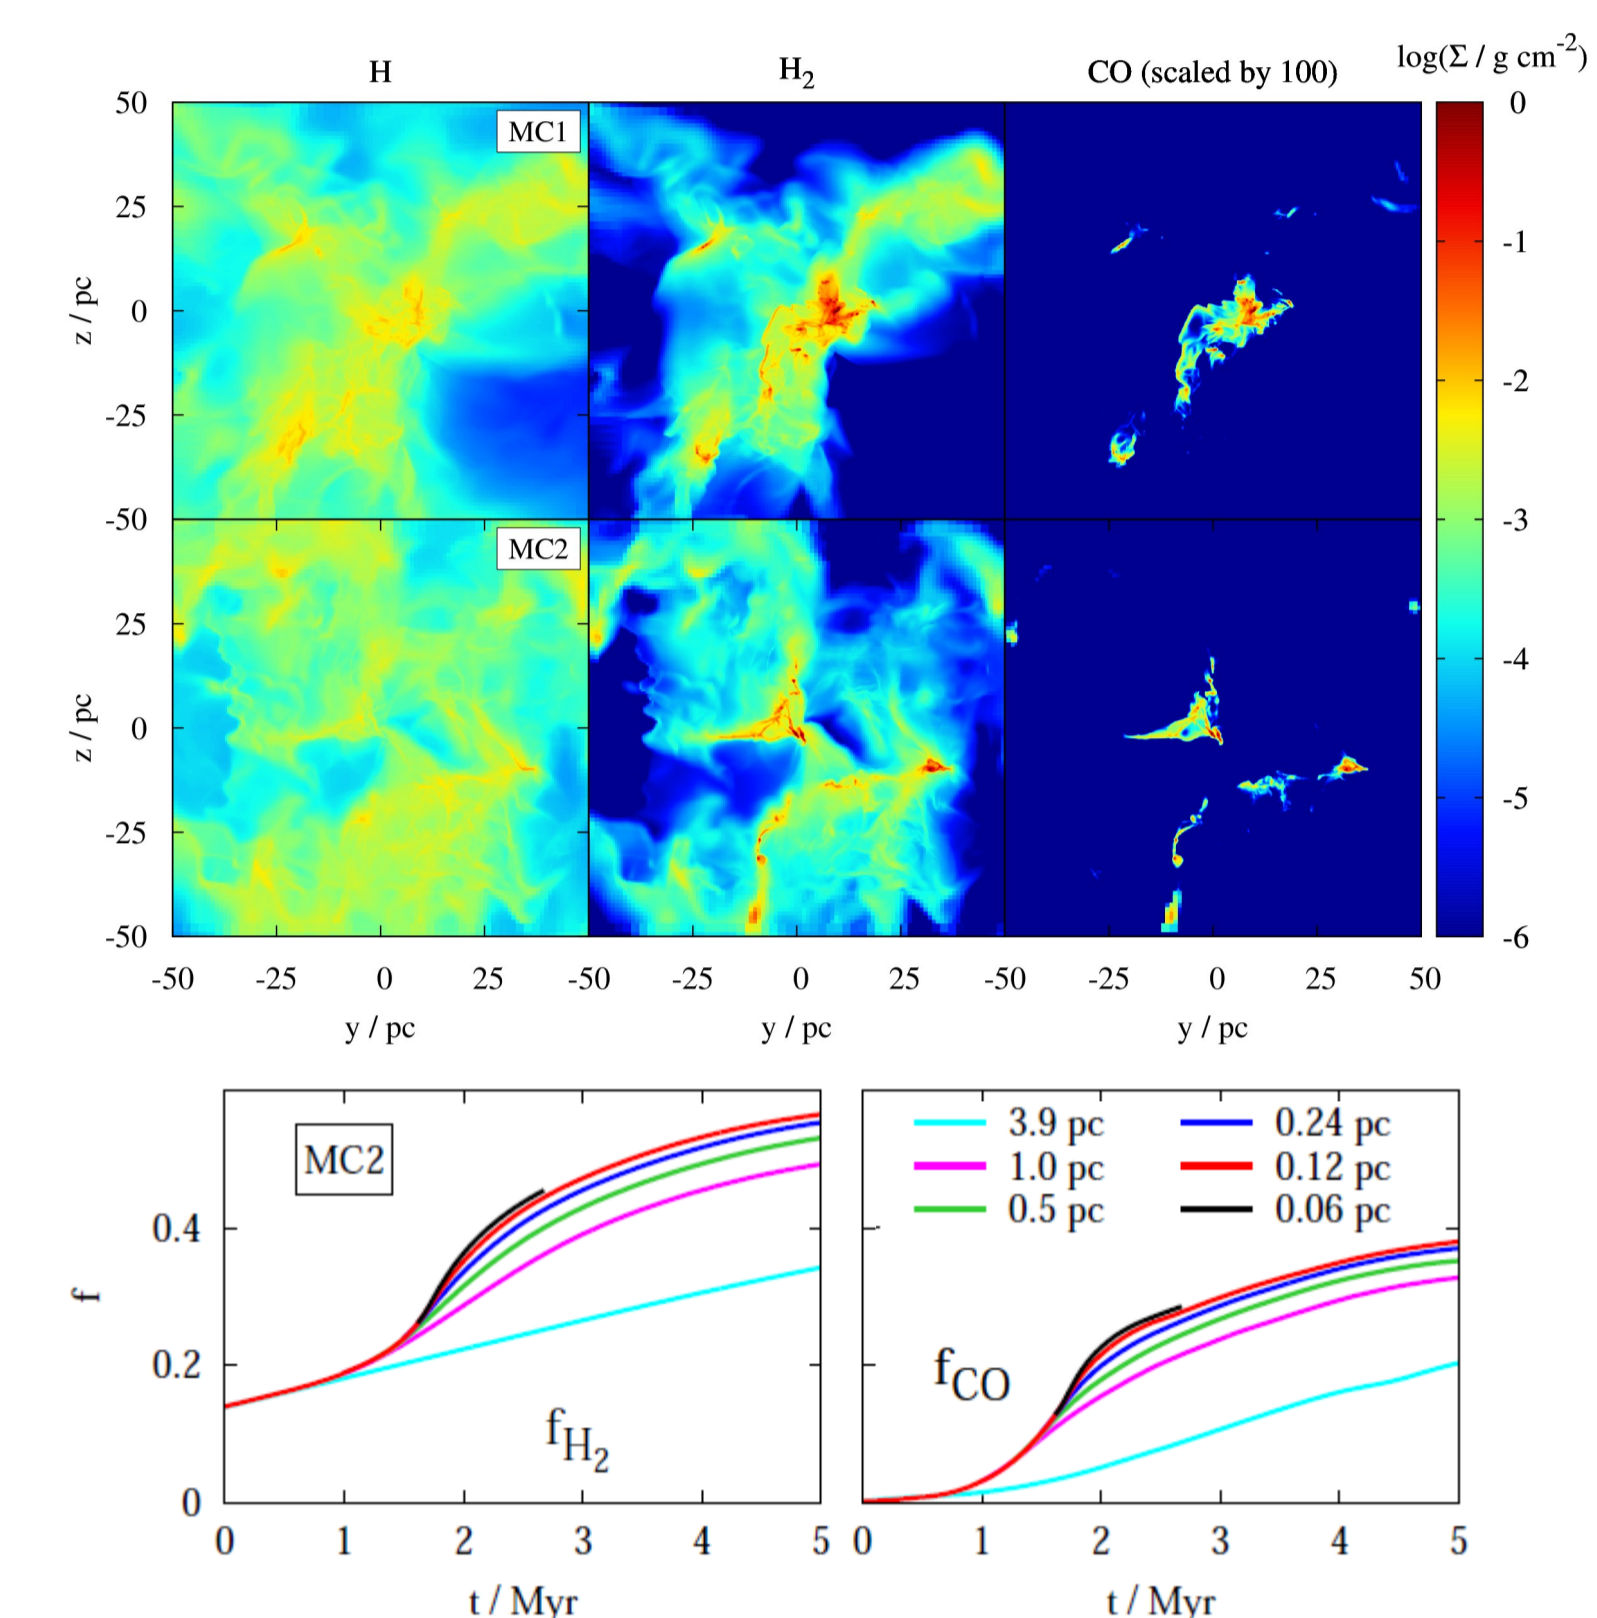 H
H2
CO (scaled by 100)
log(Σ / g cm-2)
MC1
50
25
0
-25
-50
z / pc
MC2
25
0
-25
-50
z / pc
-50 -25 0 25 -50 -25 0 25 -50 -25 0 25 50
y / pc y / pc y / pc
0
-1
-2
-3
-4
-5
-6
MC2
fH2
0.4
0.2
0
f
0 1 2 3 4 5
t / Myr
3.9 pc 0.24 pc
1.0 pc 0.12 pc
0.5 pc 0.06 pc
fCO
0 1 2 3 4 5
t / Myr